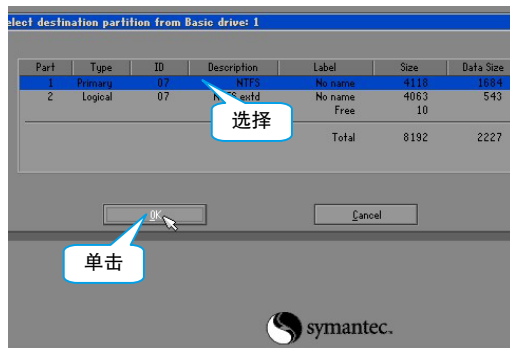 elect destination partition from Basic drive: 1
Part Type ID Description Label Size Data Size
1 Primary 07 NTFS No name 4118 1684
2 Logical 07 extd No name 4063 543
Free 10
选择
Total 8192 2227
OK Cancel
单击
symantec.